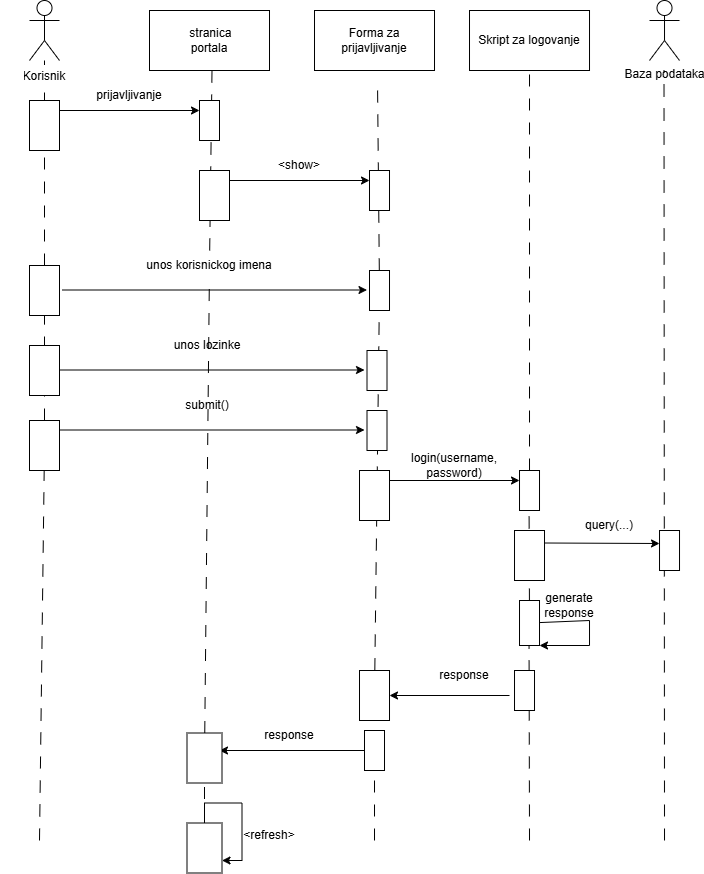 stranica
portala
Forma za
prijavljivanje
Skript za logovanje
Korisnik
Baza podataka
prijavljivanje
<show>
unos korisnickog imena
unos lozinke
submit()
login(username,
password)
query(...)
generate
response
response
response
<refresh>